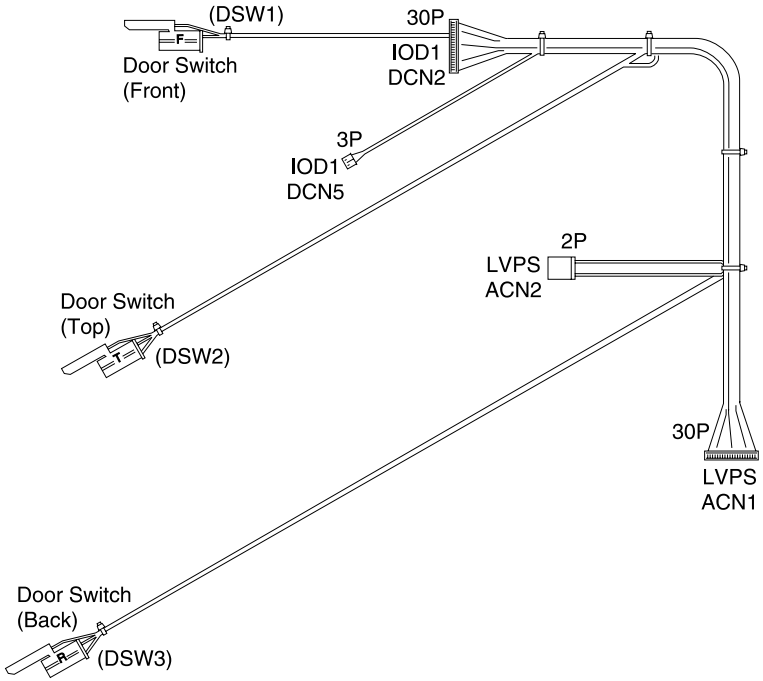 (DSW1)
F
Door Switch
(Front)
30P
IOD1
DCN2
3P
IOD1
DCN5
2P
LVPS
ACN2
Door Switch
(Top)
T
(DSW2)
30P
LVPS
ACN1
Door Switch
(Back)
R
(DSW3)